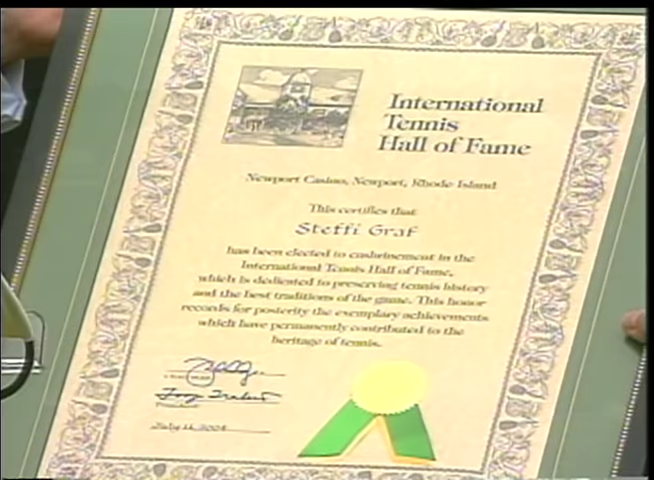 International
Tennis
Hall of Fame
Newport Casino, Newport, Rhode Island
This certifies that
Steffi Graf
has been elected to enshrinement in the
International Tennis Hall of Fame,
which is dedicated to preserving tennis history
and the best traditions of the game. This honor
records for posterity the exemplary achievements
which have permanently contributed to the
heritage of tennis.
President
July 11, 2004